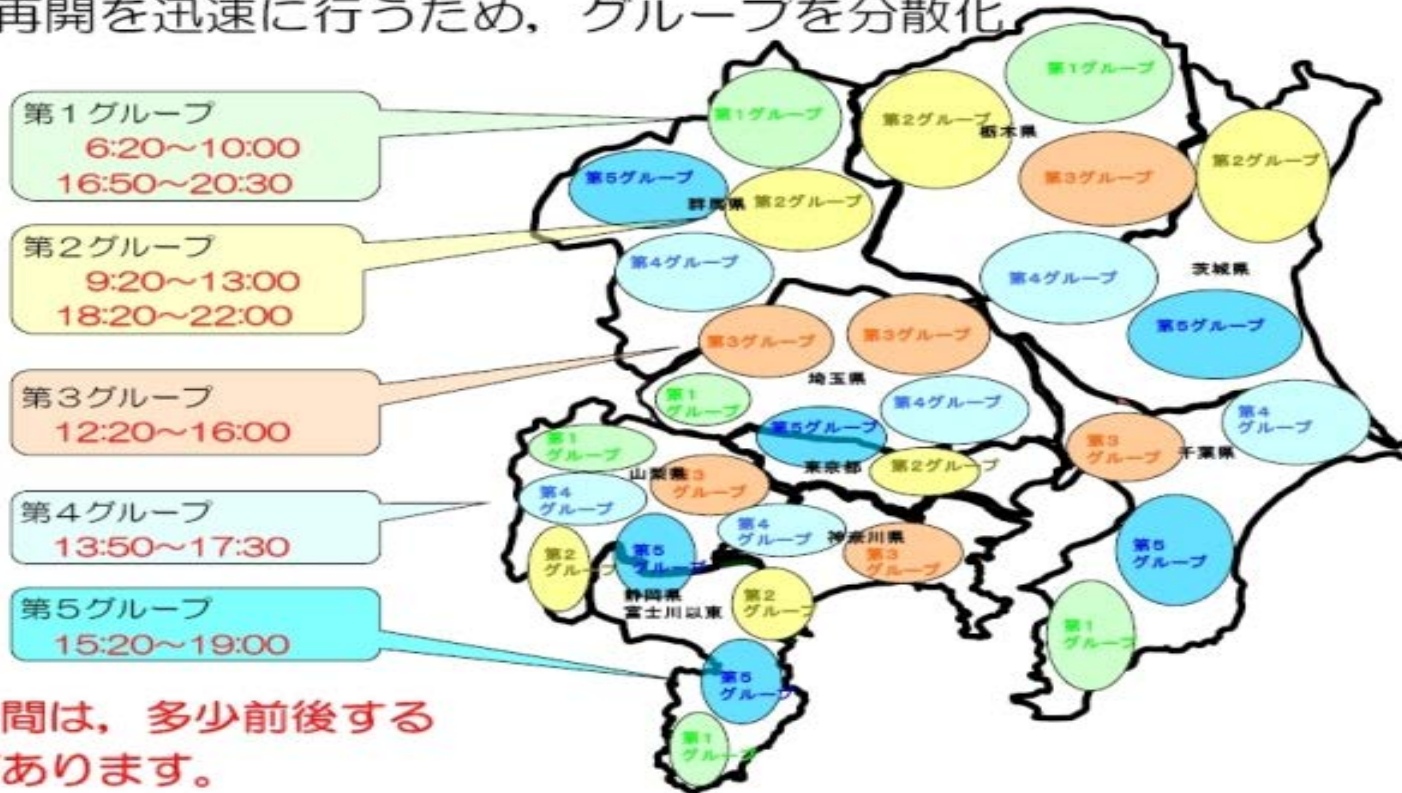 再開を迅速に行うため，グループを分散化
第１グループ
6:20～10:00
16:50～20:30
第２グループ
9:20～13:00
18:20～22:00
第３グループ
12:20～16:00
第４グループ
13:50～17:30
第５グループ
15:20～19:00
間は，多少前後する
があります。
第1グループ
第1グループ
第2グループ
栃木県
第2グループ
第5グループ
第3グループ
群馬県
第2グループ
第4グループ
第4グループ
茨城県
第5グループ
第3グループ
第3グループ
埼玉県
第1
グループ
第4グループ
第4
グループ
第5グループ
第3
グループ
千葉県
第1
グループ
東京都
第2グループ
山梨県
第3
グループ
第4
グループ
第4
グループ
神奈川県
第3
グループ
第2
グループ
第5
グループ
第5
グループ
静岡県
富士川以東
第2
グループ
第1
グループ
第5
グループ
第1
グループ